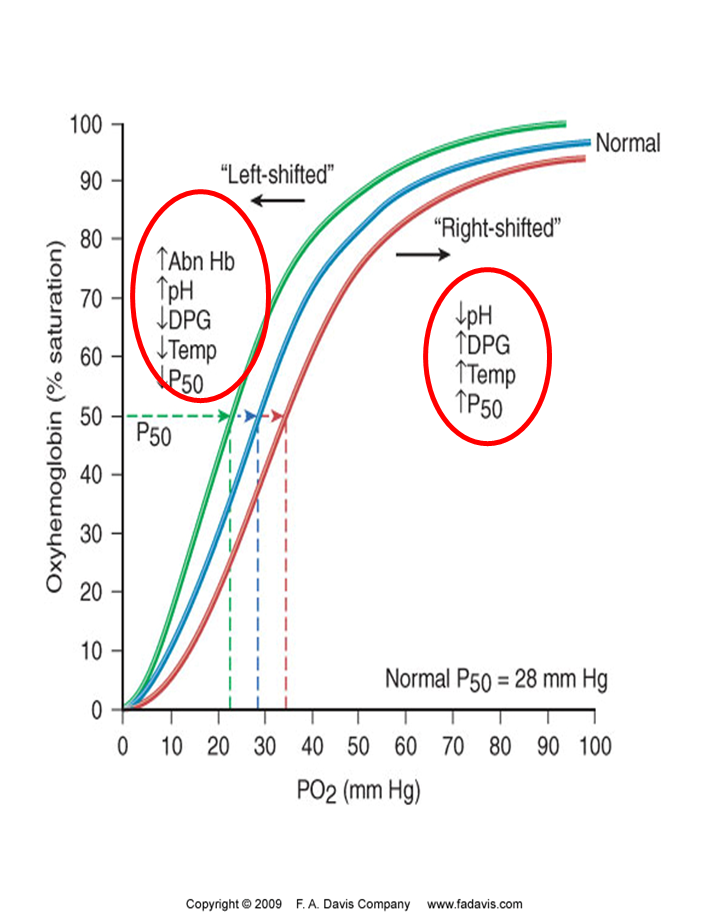 100
90
80
70
60
50
40
30
20
10
0
Oxyhemoglobin (% saturation)
"Left-shifted"
Normal
"Right-shifted"
↑Abn Hb
↑pH
↓DPG
↓Temp
↓P50
↓pH
↑DPG
↑Temp
↑P50
P50
Normal P50 = 28 mm Hg
0 10 20 30 40 50 60 70 80 90 100
PO2 (mm Hg)
Copyright © 2009 F. A. Davis Company www.fadavis.com